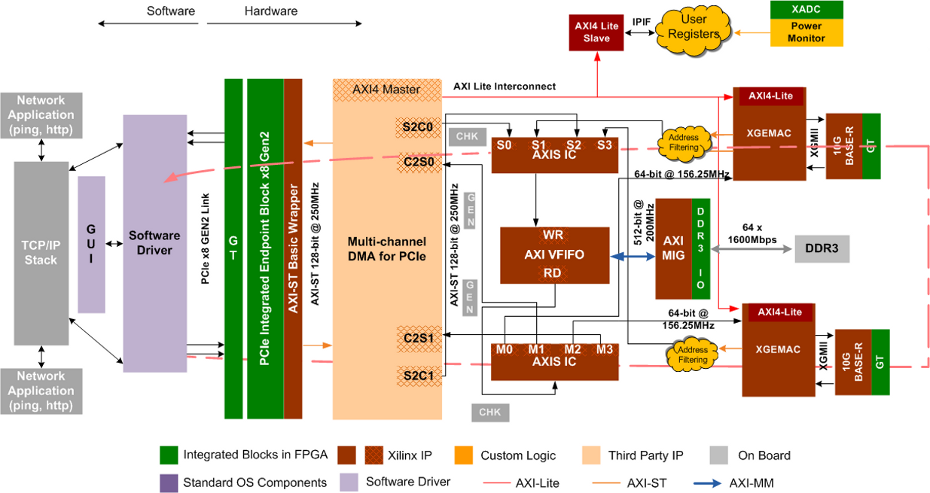 Software
Hardware
Network
Application
(ping, http)
TCP/IP
Stack
Network
Application
(ping, http)
GUI
Software
Driver
PCIe x8 GEN2 Link
GT
PCIe Integrated Endpoint Block x8 Gen2
AXI-ST Basic Wrapper
AXI-ST 128-bit @ 250MHz
AXI4 Master
S2C0
C2S0
Multi-channel
DMA for PCIe
C2S1
S2C1
AXI-ST 128-bit @ 250MHz
AXI Lite Interconnect
CHK
GEN
GEN
CHK
S0
S1
S2
S3
AXIS IC
WR
AXI VFIFO
RD
M0
M1
M2
M3
AXIS IC
512-bit @
200MHz
AXI
MIG
DDR3 IO
64 x
1600Mbps
DDR3
AXI4 Lite
Slave
IPIF
User
Registers
XADC
Power
Monitor
Address
Filtering
64-bit @ 156.25MHz
AXI4-Lite
XGEMAC
XGMII
10G
BASE-R
GT
64-bit @
156.25MHz
Address
Filtering
AXI4-Lite
XGEMAC
XGMII
10G
BASE-R
GT
Integrated Blocks in FPGA
Xilinx IP
Custom Logic
Third Party IP
On Board
Standard OS Components
Software Driver
AXI-Lite
AXI-ST
AXI-MM